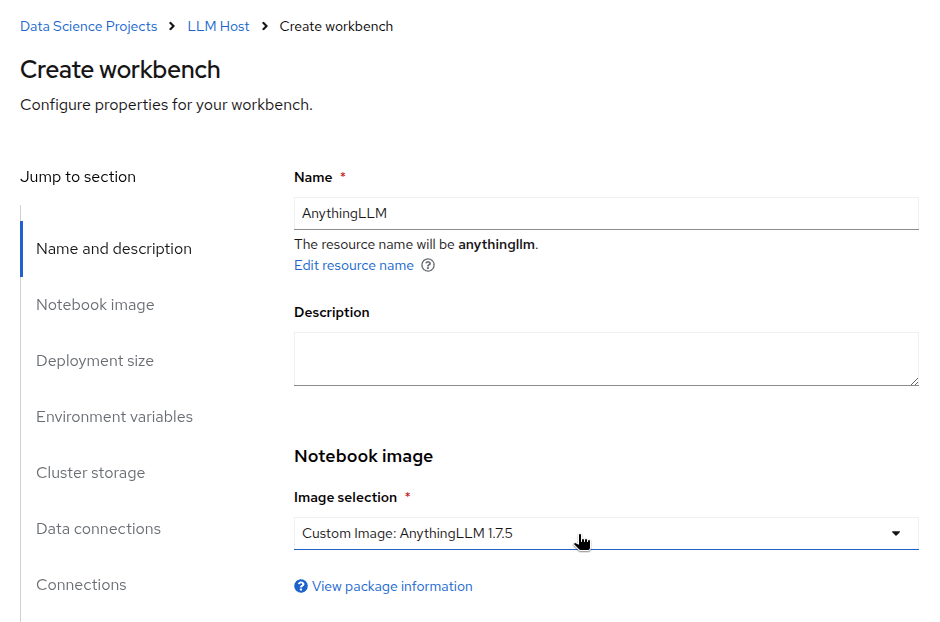 Data Science Projects > LLM Host > Create workbench
Create workbench
Configure properties for your workbench.
Jump to section
Name and description
Notebook image
Deployment size
Environment variables
Cluster storage
Data connections
Connections
Name *
AnythingLLM
The resource name will be anythingllm.
Edit resource name
Description
Notebook image
Image selection *
Custom Image: AnythingLLM 1.7.5
View package information